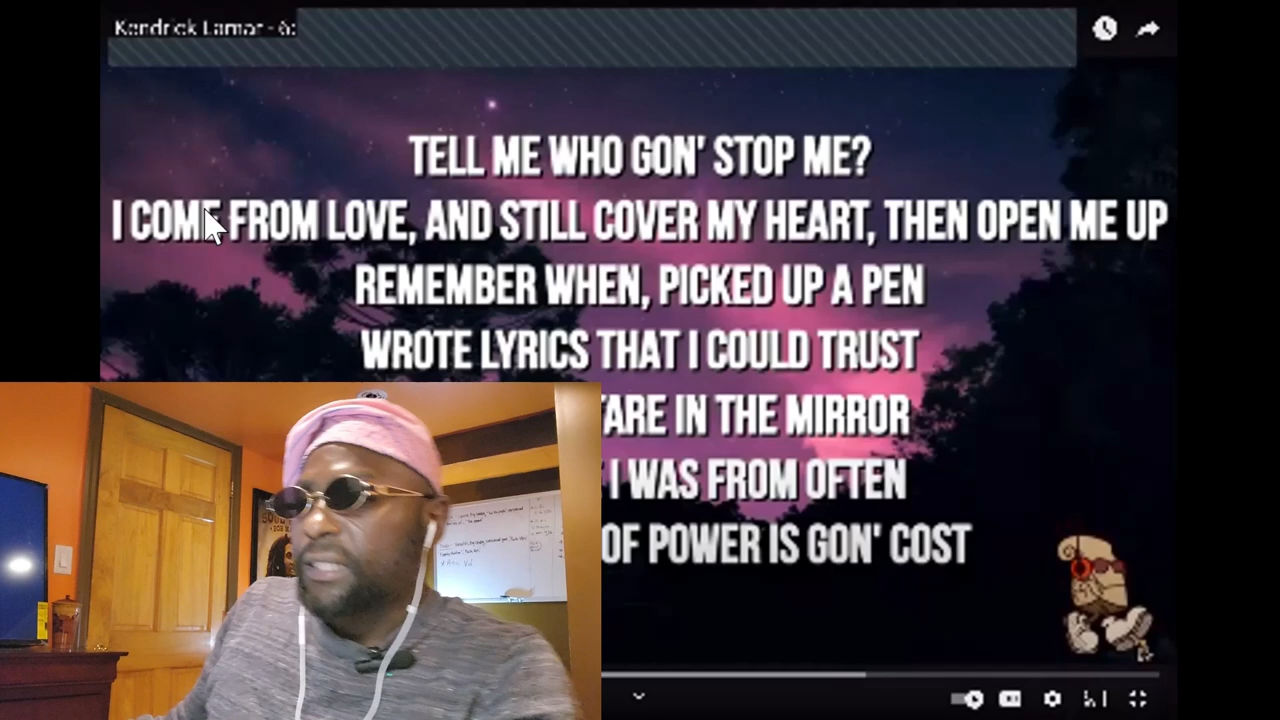 Kendrick Lamar - 6:
TELL ME WHO GON' STOP ME?
I COME FROM LOVE, AND STILL COVER MY HEART, THEN OPEN ME UP
REMEMBER WHEN, PICKED UP A PEN
WROTE LYRICS THAT I COULD TRUST
TARE IN THE MIRROR
I WAS FROM OFTEN
OF POWER IS GON' COST